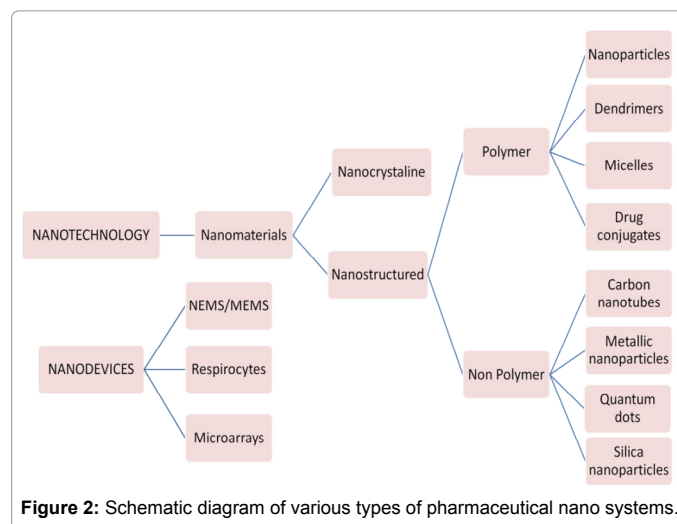 Nanoparticles
Dendrimers
Polymer
Micelles
Nanocrystaline
Drug
conjugates
NANOTECHNOLOGY
Nanomaterials
Nanostructured
Carbon
nanotubes
NEMS/MEMS
Metallic
nanoparticles
NANODEVICES
Respirocytes
Non Polymer
Quantum
dots
Microarrays
Silica
nanoparticles
Figure 2: Schematic diagram of various types of pharmaceutical nano systems.